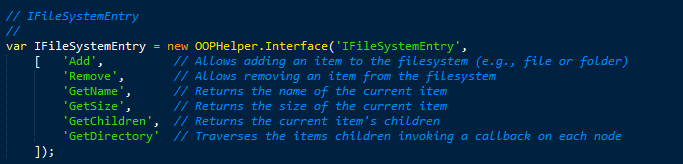 // IFileSystemEntry
//
var IFileSystemEntry = new OOPHelper.Interface('IFileSystemEntry',
[ 'Add', // Allows adding an item to the filesystem (e.g., file or folder)
'Remove', // Allows removing an item from the filesystem
'GetName', // Returns the name of the current item
'GetSize', // Returns the size of the current item
'GetChildren', // Returns the current item's children
'GetDirectory' // Traverses the items children invoking a callback on each node
]);